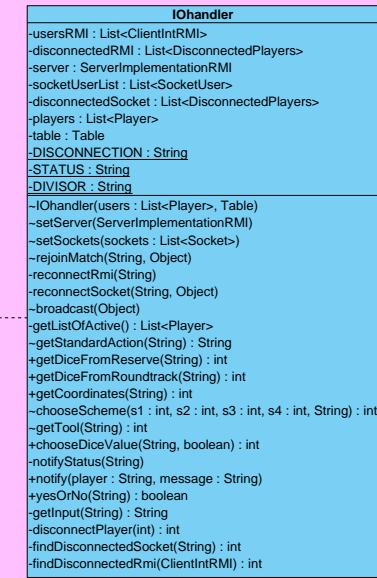 IOhandler
-usersRMI : List<ClientIntRMI>
-disconnectedRMI : List<DisconnectedPlayers>
-server : ServerImplementationRMI
-socketUserList : List<SocketUser>
-disconnectedSocket : List<DisconnectedPlayers>
-players : List<Player>
-table : Table
-DISCONNECTION : String
-STATUS : String
-DIVISOR : String
~IOhandler(users : List<Player>, Table)
~setServer(ServerImplementationRMI)
~setSockets(sockets : List<Socket>)
~rejoinMatch(String, Object)
-reconnectRmi(String)
-reconnectSocket(String, Object)
~broadcast(Object)
-getListOfActive() : List<Player>
~getStandardAction(String) : String
+getDiceFromReserve(String) : int
+getDiceFromRoundtrack(String) : int
+getCoordinates(String) : int
~chooseScheme(s1 : int, s2 : int, s3 : int, s4 : int, String) : int
~getTool(String) : int
+chooseDiceValue(String, boolean) : int
-notifyStatus(String)
+notify(player : String, message : String)
+yesOrNo(String) : boolean
-getInput(String) : String
-disconnectPlayer(int) : int
-findDisconnectedSocket(String) : int
-findDisconnectedRmi(ClientIntRMI) : int